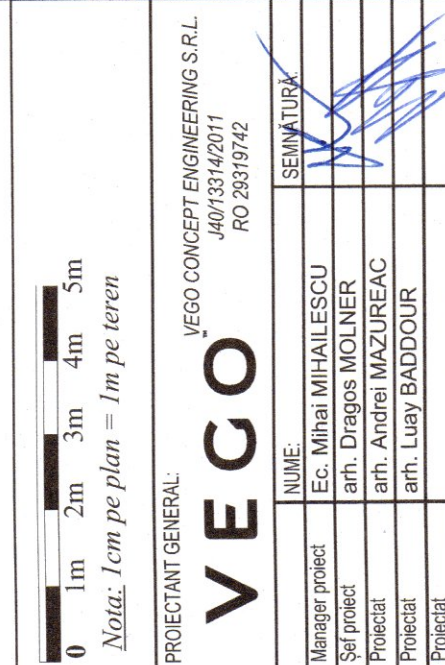 0 1m 2m 3m 4m 5m
Nota: 1cm pe plan = 1m pe teren
PROIECTANT GENERAL:
VEGO™
VEGO CONCEPT ENGINEERING S.R.L.
J40/13314/2011
RO 29319742
NUME: SEMNĂTURĂ:
Manager proiect Ec. Mihai MIHAILESCU
Șef proiect arh. Dragos MOLNER
Proiectat arh. Andrei MAZUREAC
Proiectat arh. Luay BADDOUR
Proiectat